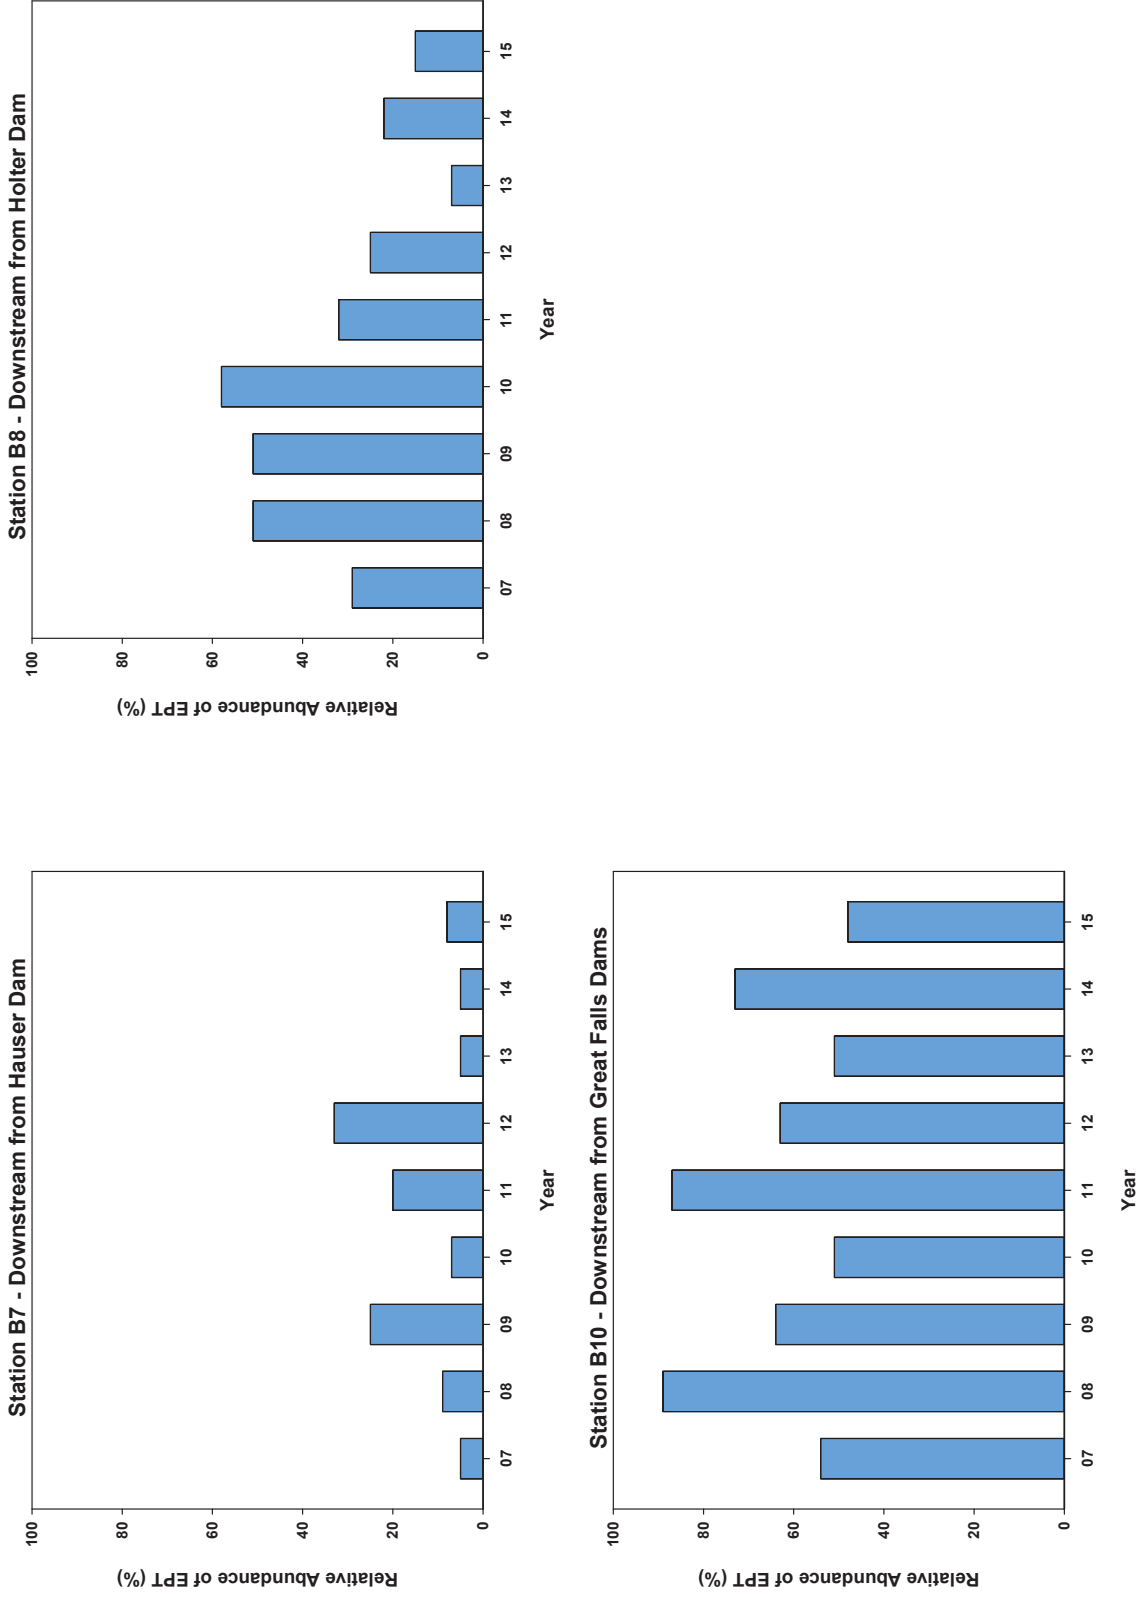 Station B7 - Downstream from Hauser Dam
Relative Abundance of EPT (%)
100
80
60
40
20
0
07 08 09 10 11 12 13 14 15
Year
Station B8 - Downstream from Holter Dam
Relative Abundance of EPT (%)
100
80
60
40
20
0
07 08 09 10 11 12 13 14 15
Year
Station B10 - Downstream from Great Falls Dams
Relative Abundance of EPT (%)
100
80
60
40
20
0
07 08 09 10 11 12 13 14 15
Year